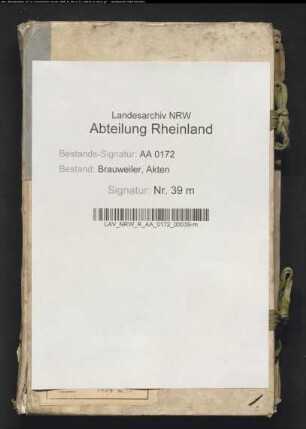 Landesarchiv NRW
Abteilung Rheinland
Bestands-Signatur: AA 0172
Bestand: Brauweiler, Akten
Signatur: Nr. 39 m
LAV_NRW_R_AA_0172_00039-m